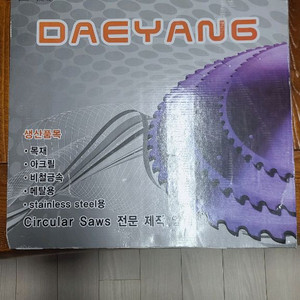 DAEYANG
생산품목
• 목재
• 아크릴
• 비철금속
• 메탈용
• stainless steel용
Circular Saws 전문 제작